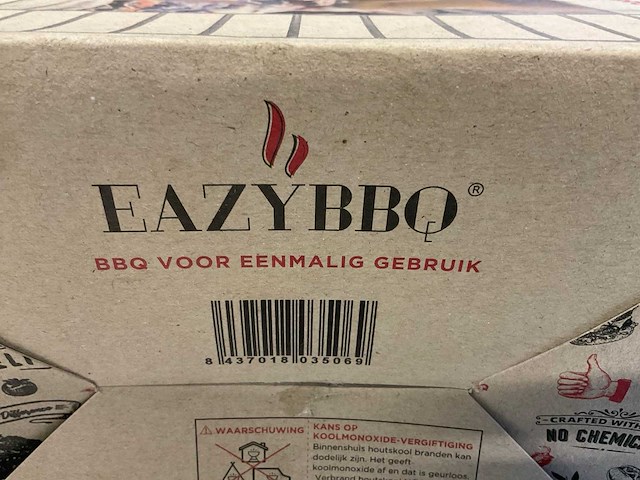 EAZYBBQ®
BBQ VOOR EENMALIG GEBRUIK
8 437018 035069
Difference
CRAFTED WITH
NO CHEMIC
WAARSCHUWING
KANS OP
KOOLMONOXIDE-VERGIFTIGING
Binnenshuis houtskool branden kan
dodelijk zijn. Het geeft
koolmonoxide af en dat is geurloos.